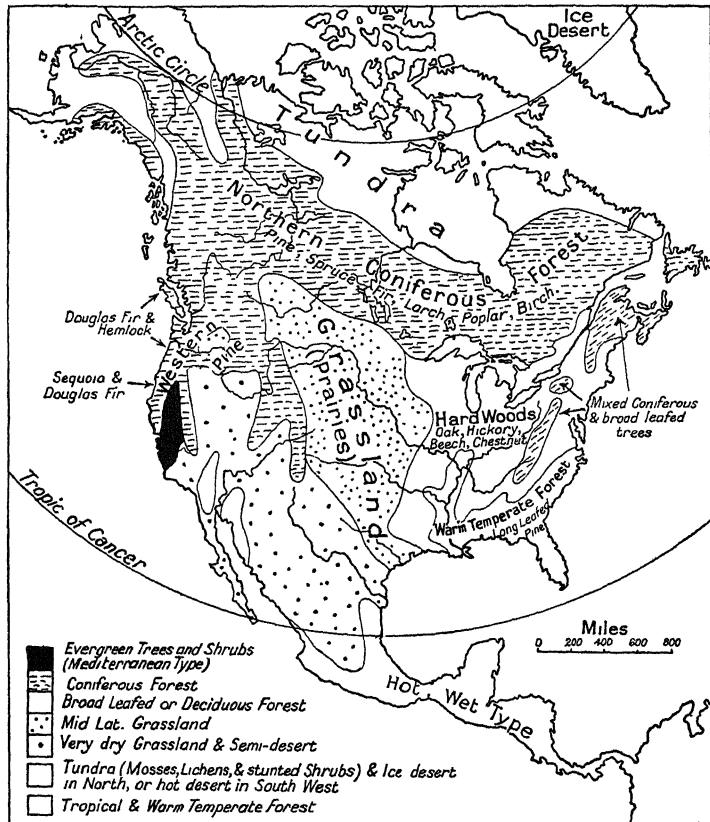 Ice
Desert
Arctic Circle
Tundra
Northern
Coniferous
Forest
Pine, Spruce, Fir, Larch, Poplar, Birch.
Douglas Fir &
Hemlock
Western
Pine
Sequoia &
Douglas Fir
Grassland
(Prairies)
Hard Woods
Oak, Hickory,
Beech, Chestnut
Mixed Coniferous
& broad leafed
trees
Warm Temperate Forest
Long Leafed
Pine
Tropic of Cancer
Hot, Wet Type
Miles
0 200 400 600 800
Evergreen Trees and Shrubs
(Mediterranean Type)
Coniferous Forest
Broad Leafed or Deciduous Forest
Mid Lat. Grassland
Very dry Grassland & Semi-desert
Tundra (Mosses, Lichens, & stunted Shrubs) & Ice desert
in North, or hot desert in South West
Tropical & Warm Temperate Forest